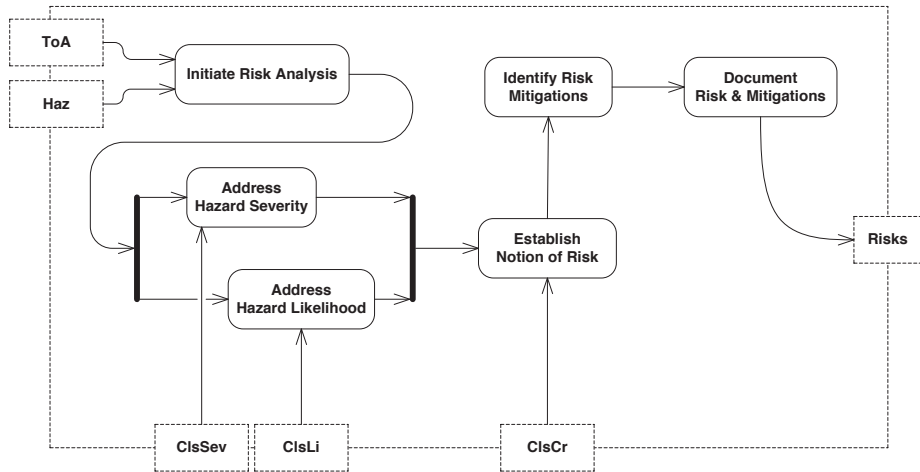 ToA
Haz
Initiate Risk Analysis
Identify Risk
Mitigations
Document
Risk & Mitigations
Address
Hazard Severity
Address
Hazard Likelihood
Establish
Notion of Risk
Risks
ClsSev
ClsLi
ClsCr